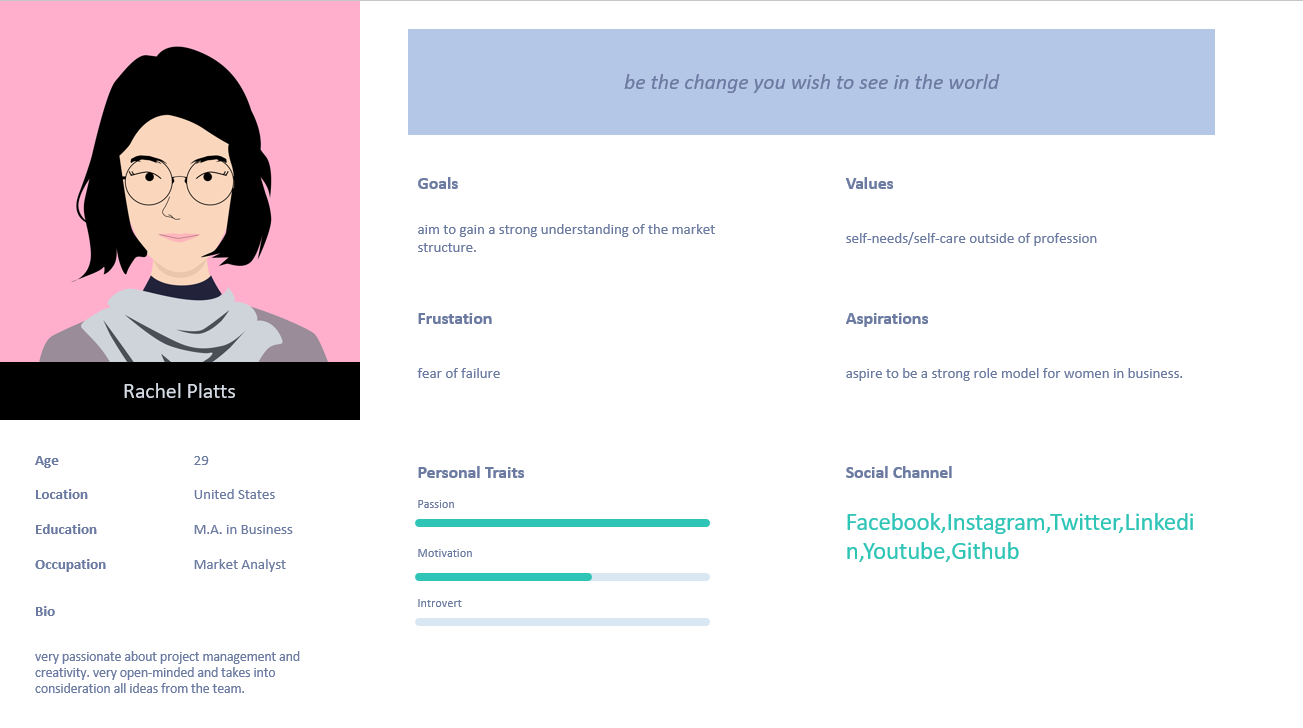 be the change you wish to see in the world
Rachel Platts
Age 29
Location United States
Education M.A. in Business
Occupation Market Analyst
Bio
very passionate about project management and
creativity. very open-minded and takes into
consideration all ideas from the team.
Goals
aim to gain a strong understanding of the market
structure.
Values
self-needs/self-care outside of profession
Frustation
fear of failure
Aspirations
aspire to be a strong role model for women in business.
Personal Traits
Passion
Motivation
Introvert
Social Channel
Facebook,Instagram,Twitter,Linkedi
n,Youtube,Github